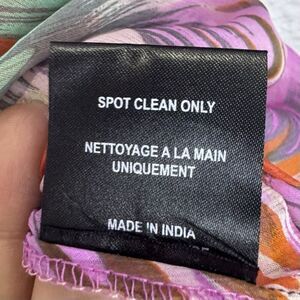 SPOT CLEAN ONLY
NETTOYAGE A LA MAIN
UNIQUEMENT
MADE IN INDIA